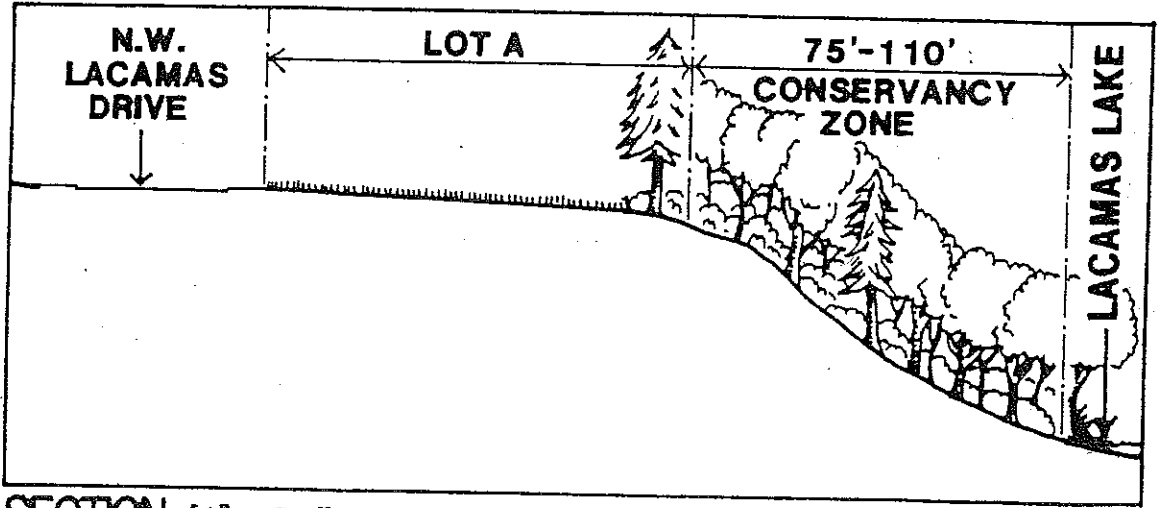 N.W.
LACAMAS
DRIVE
LOT A
75'-110'
CONSERVANCY
ZONE
LACAMAS LAKE
SECTION